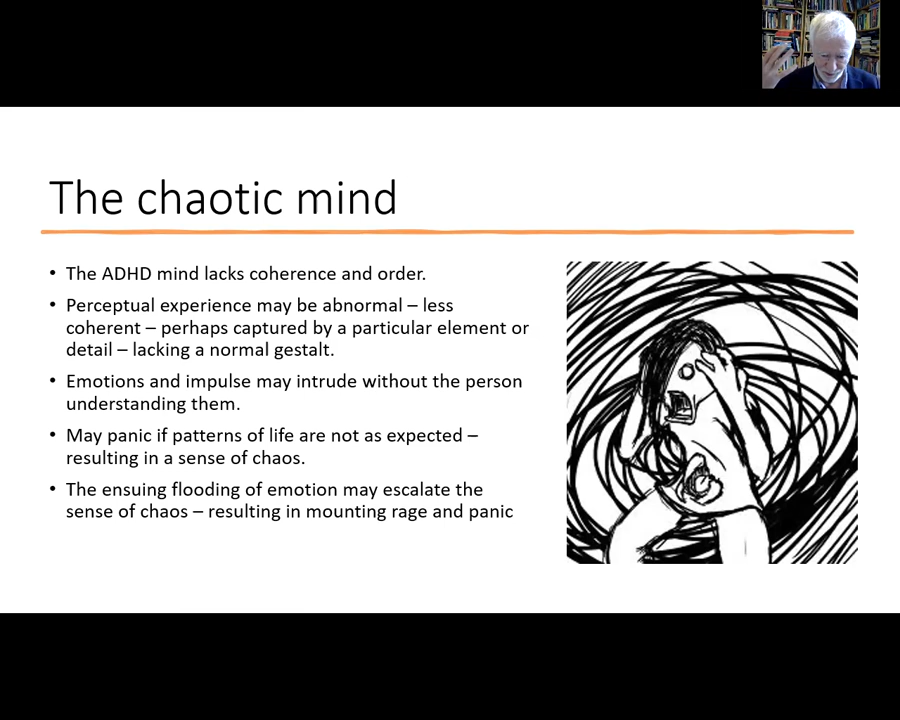 The chaotic mind
• The ADHD mind lacks coherence and order.
• Perceptual experience may be abnormal – less
coherent – perhaps captured by a particular element or
detail – lacking a normal gestalt.
• Emotions and impulse may intrude without the person
understanding them.
• May panic if patterns of life are not as expected –
resulting in a sense of chaos.
• The ensuing flooding of emotion may escalate the
sense of chaos – resulting in mounting rage and panic